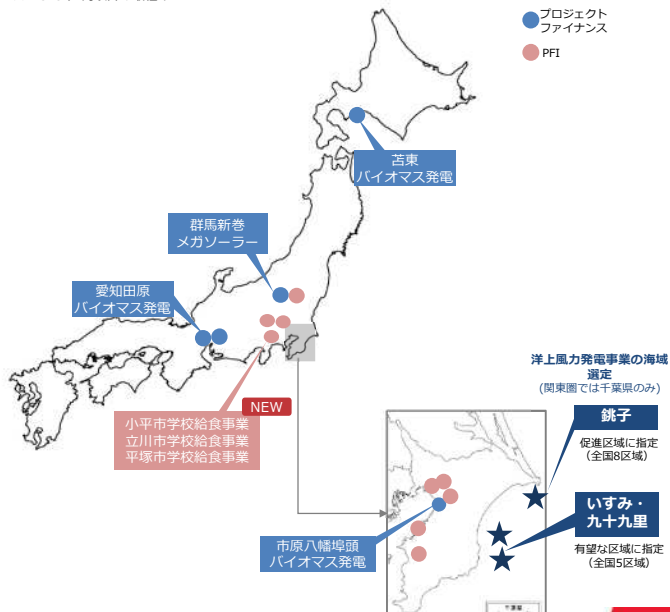 プロジェクト
ファイナンス
PFI
苫東
バイオマス発電
群馬新巻
メガソーラー
愛知田原
バイオマス発電
NEW
小平市学校給食事業
立川市学校給食事業
平塚市学校給食事業
洋上風力発電事業の海域
選定
(関東圏では千葉県のみ)
銚子
促進区域に指定
(全国8区域)
いすみ・
九十九里
有望な区域に指定
(全国5区域)
市原八幡埠頭
バイオマス発電